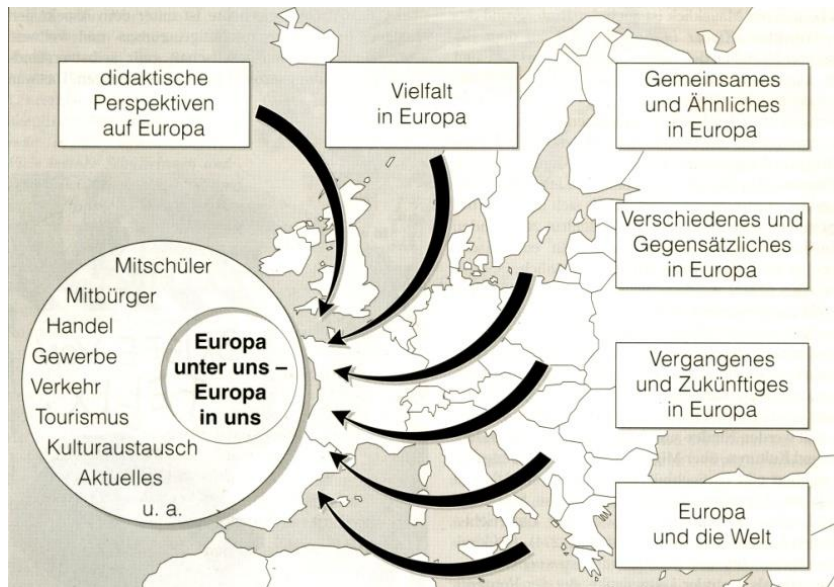 didaktische
Perspektiven
auf Europa
Vielfalt
in Europa
Gemeinsames
und Ähnliches
in Europa
Verschiedenes und
Gegensätzliches
in Europa
Vergangenes
und Zukünftiges
in Europa
Europa
und die Welt
Mitschüler
Mitbürger
Handel
Gewerbe
Verkehr
Tourismus
Kulturaustausch
Aktuelles
u. a.
Europa
unter uns –
Europa
in uns